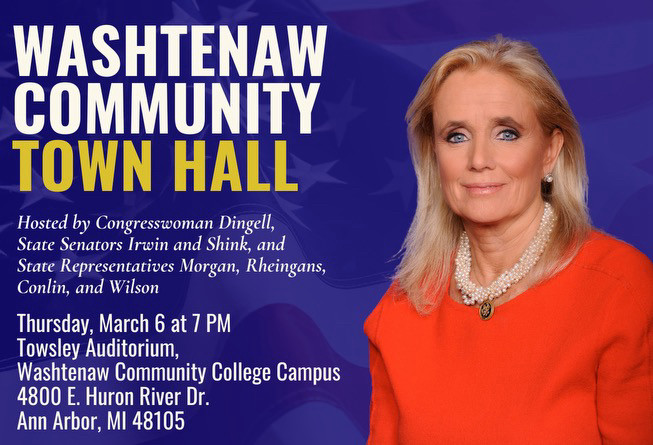 WASHTENAW
COMMUNITY
TOWN HALL
Hosted by Congresswoman Dingell,
State Senators Irwin and Shink, and
State Representatives Morgan, Rheingans,
Conlin, and Wilson
Thursday, March 6 at 7 PM
Towsley Auditorium,
Washtenaw Community College Campus
4800 E. Huron River Dr.
Ann Arbor, MI 48105